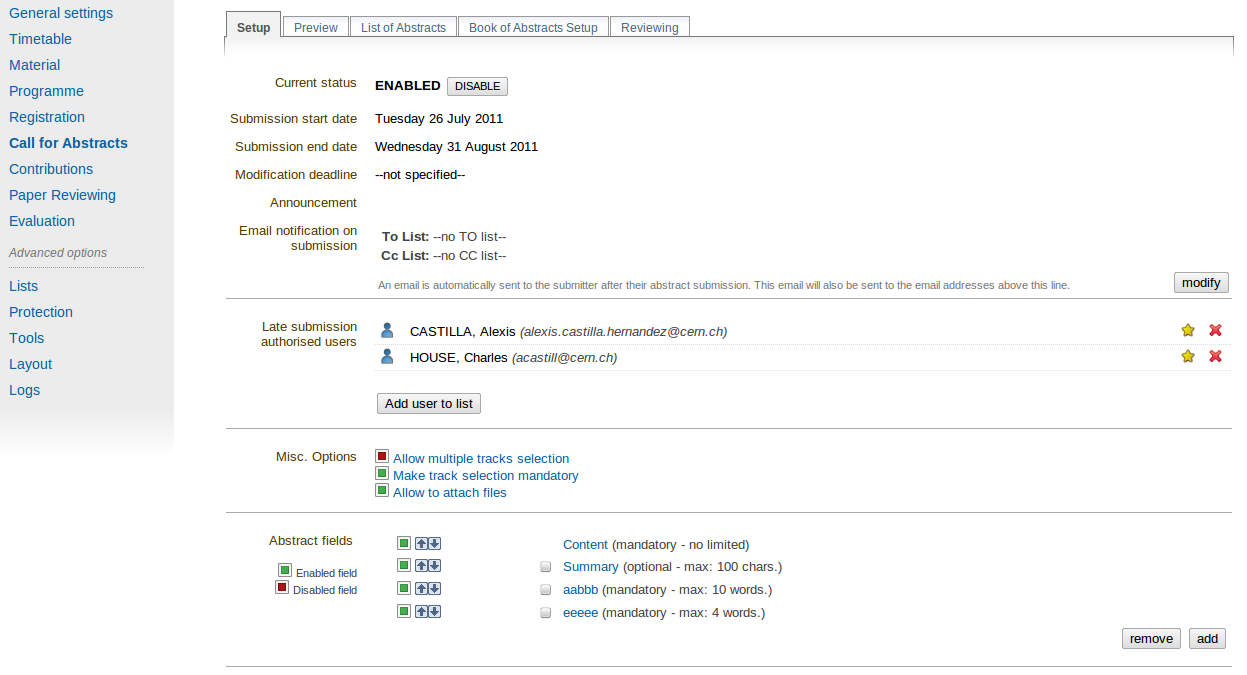 General settings
Timetable
Material
Programme
Registration
Call for Abstracts
Contributions
Paper Reviewing
Evaluation
Advanced options
Lists
Protection
Tools
Layout
Logs
Setup Preview List of Abstracts Book of Abstracts Setup Reviewing
Current status ENABLED DISABLE
Submission start date Tuesday 26 July 2011
Submission end date Wednesday 31 August 2011
Modification deadline --not specified--
Announcement
Email notification on
submission
To List: --no TO list--
Cc List: --no CC list--
An email is automatically sent to the submitter after their abstract submission. This email will also be sent to the email addresses above this line. modify
Late submission
authorised users
CASTILLA, Alexis (alexis.castilla.hernandez@cern.ch)
HOUSE, Charles (acastill@cern.ch)
Add user to list
Misc. Options
Allow multiple tracks selection
Make track selection mandatory
Allow to attach files
Abstract fields
Enabled field
Disabled field
Content (mandatory - no limited)
Summary (optional - max: 100 chars.)
aabbb (mandatory - max: 10 words.)
eeeee (mandatory - max: 4 words.)
remove add